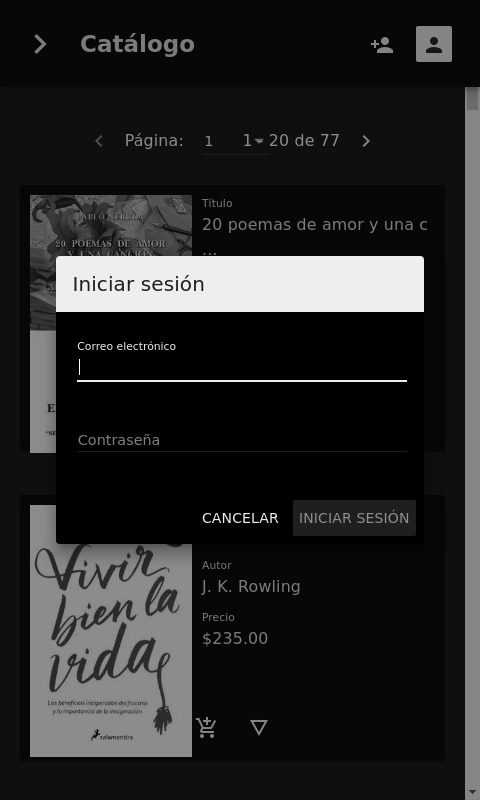 Catálogo
Página:
1
1 - 20 de 77
PABLO NERUDA
20 POEMAS DE AMOR
Y UNA CANCIÓN
Título
20 poemas de amor y una c
...
Iniciar sesión
Correo electrónico
Contraseña
CANCELAR
INICIAR SESIÓN
Vivir
bien la
vida
Los beneficios inesperados del fracaso
y la importancia de la imaginación
salamandra
Autor
J. K. Rowling
Precio
$235.00